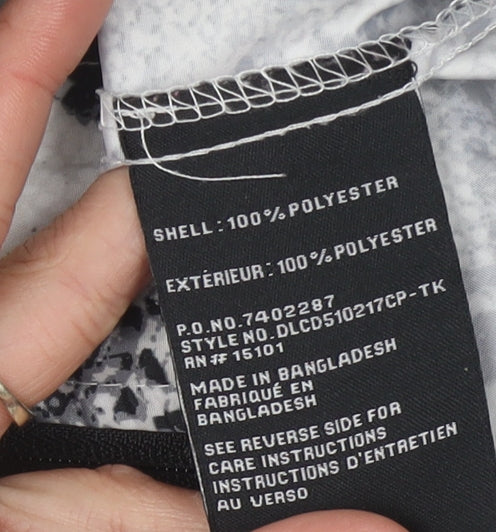 SHELL : 100% POLYESTER
EXTÉRIEUR : 100% POLYESTER
P.O.NO.7402287
STYLE NO.DLCD510217CP-TK
RN# 15101
MADE IN BANGLADESH
FABRIQUÉ EN
BANGLADESH
SEE REVERSE SIDE FOR
CARE INSTRUCTIONS
INSTRUCTIONS D'ENTRETIEN
AU VERSO